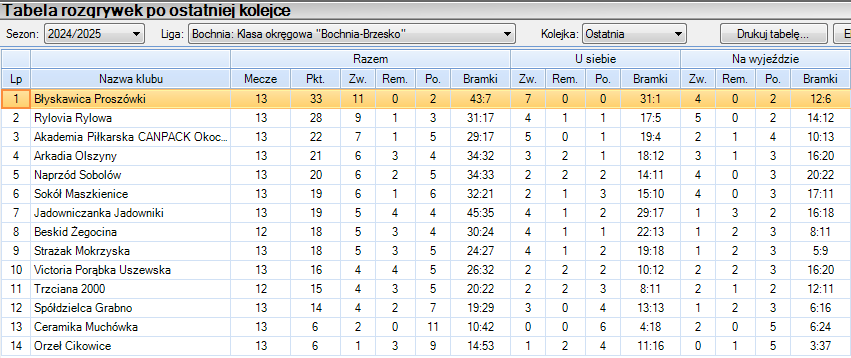 Tabela rozgrywek po ostatniej kolejce
Sezon: 2024/2025 Liga: Bochnia: Klasa okręgowa "Bochnia-Brzesko" Kolejka: Ostatnia Drukuj tabelę... E
Razem U siebie Na wyjeździe
Lp Nazwa klubu Mecze Pkt. Zw. Rem. Po. Bramki Zw. Rem. Po. Bramki Zw. Rem. Po. Bramki
1 Błyskawica Proszówki 13 33 11 0 2 43:7 7 0 0 31:1 4 0 2 12:6
2 Rylovia Rylowa 13 28 9 1 3 31:17 4 1 1 17:5 5 0 2 14:12
3 Akademia Piłkarska CANPACK Okoc... 13 22 7 1 5 29:17 5 0 1 19:4 2 1 4 10:13
4 Arkadia Olszyny 13 21 6 3 4 34:32 3 2 1 18:12 3 1 3 16:20
5 Naprzód Sobolów 13 20 6 2 5 34:33 2 2 2 14:11 4 0 3 20:22
6 Sokół Maszkienice 13 19 6 1 6 32:21 2 1 3 15:10 4 0 3 17:11
7 Jadowniczanka Jadowniki 13 19 5 4 4 45:35 4 1 2 29:17 1 3 2 16:18
8 Beskid Żegocina 12 18 5 3 4 30:24 4 1 1 22:13 1 2 3 8:11
9 Strażak Mokrzyska 13 18 5 3 5 24:27 4 1 2 19:18 1 2 3 5:9
10 Victoria Porąbka Uszewska 13 16 4 4 5 26:32 2 2 2 10:12 2 2 3 16:20
11 Trzciana 2000 12 15 4 3 5 20:22 2 2 3 8:11 2 1 2 12:11
12 Spółdzielca Grabno 13 14 4 2 7 19:29 3 0 4 13:13 1 2 3 6:16
13 Ceramika Muchówka 13 6 2 0 11 10:42 0 0 6 4:18 2 0 5 6:24
14 Orzeł Cikowice 13 6 1 3 9 14:53 1 2 4 11:16 0 1 5 3:37